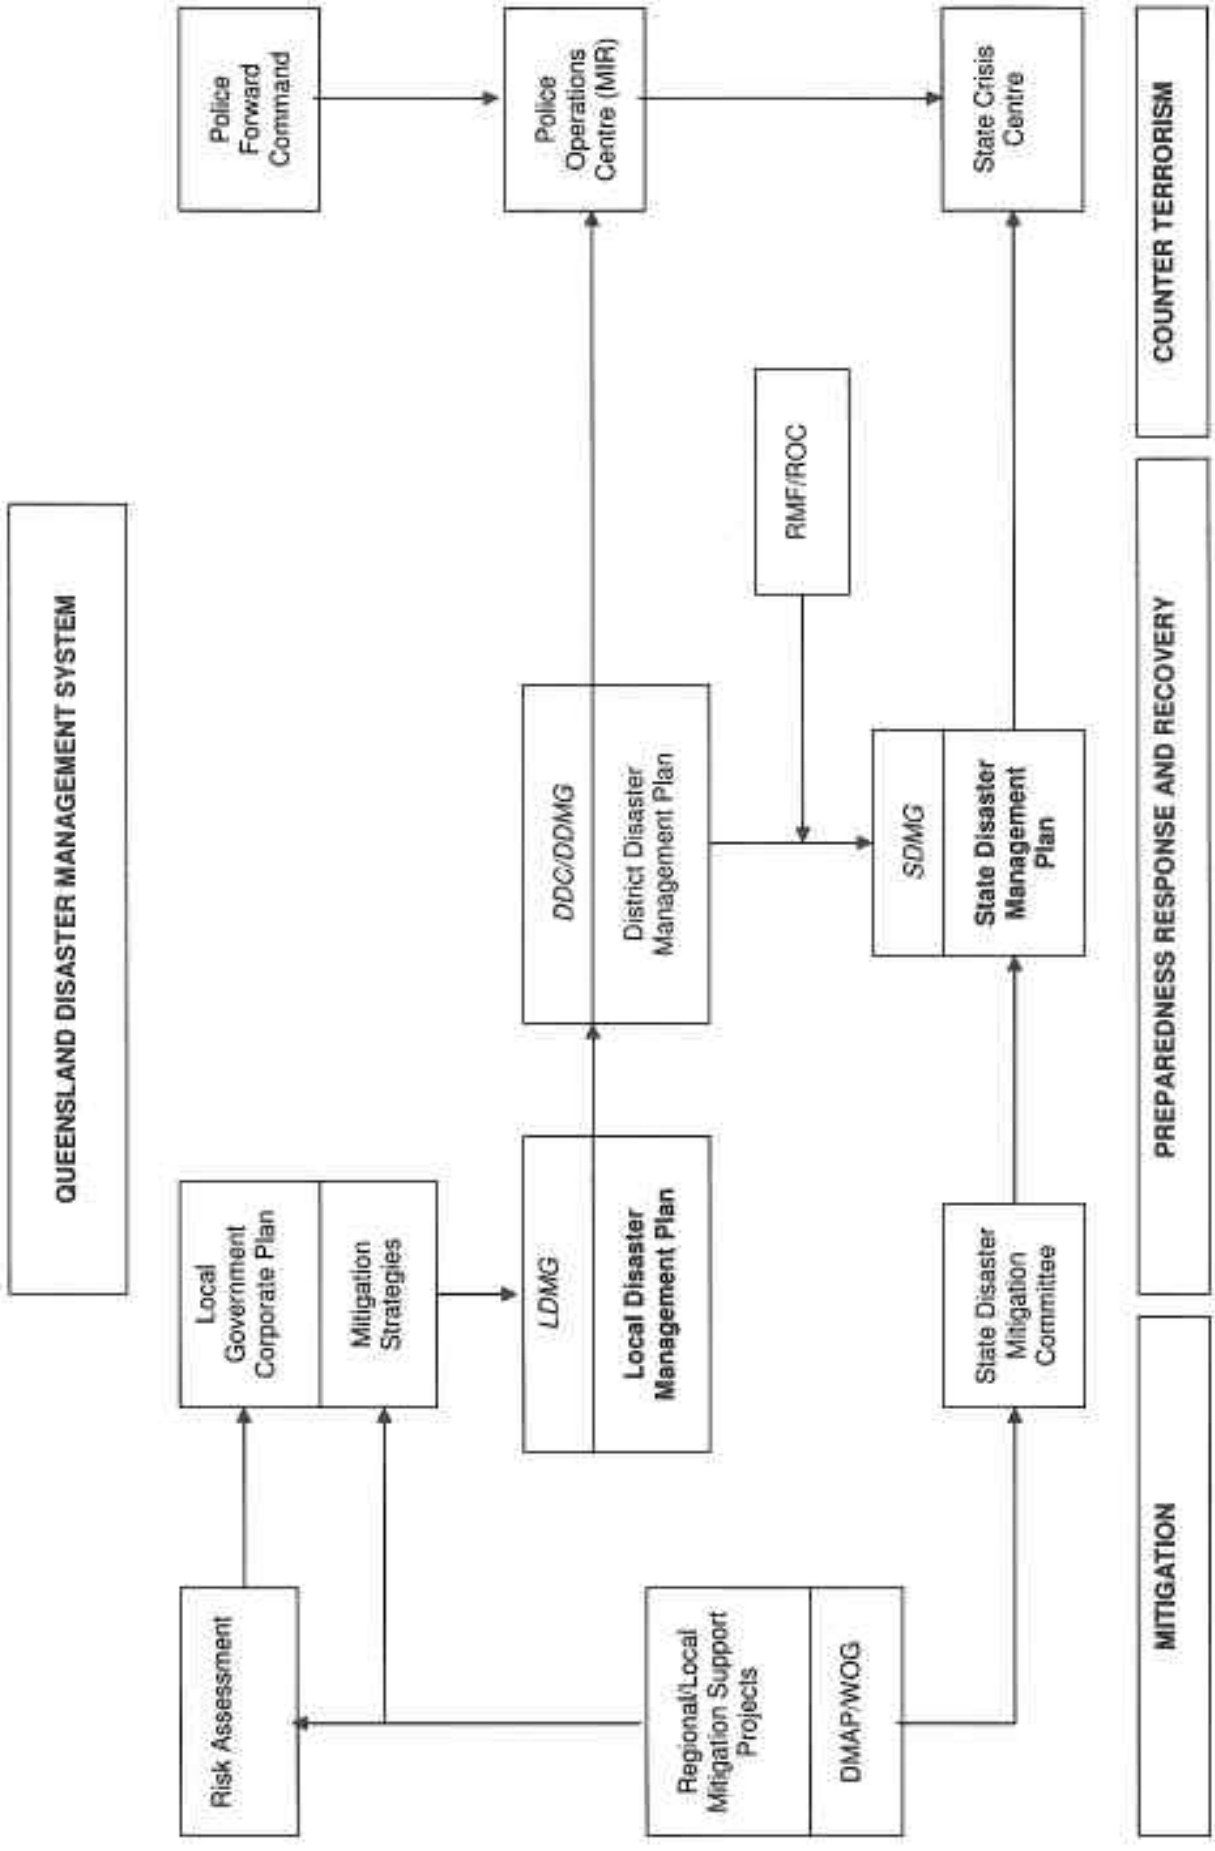 QUEENSLAND DISASTER MANAGEMENT SYSTEM
Risk Assessment
Local
Government
Corporate Plan
Mitigation
Strategies
Police
Forward
Command
LDMG
Local Disaster
Management Plan
DDC/DDMG
District Disaster
Management Plan
Police
Operations
Centre (MIR)
Regional/Local
Mitigation Support
Projects
DMAP/WOG
RMF/ROC
State Disaster
Mitigation
Committee
SDMG
State Disaster
Management
Plan
State Crisis
Centre
MITIGATION
PREPAREDNESS RESPONSE AND RECOVERY
COUNTER TERRORISM